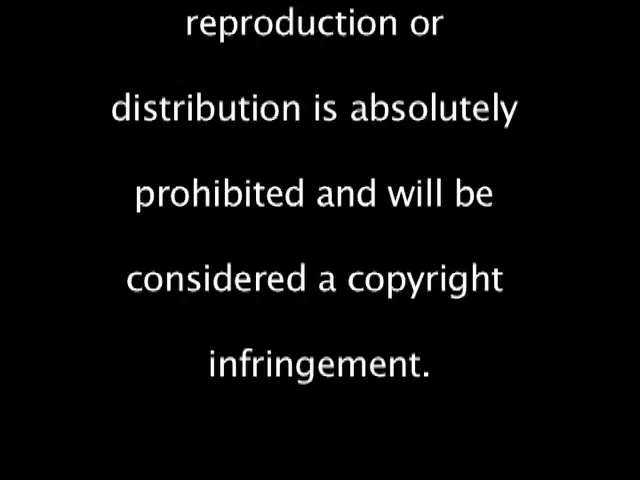 reproduction or
distribution is absolutely
prohibited and will be
considered a copyright
infringement.